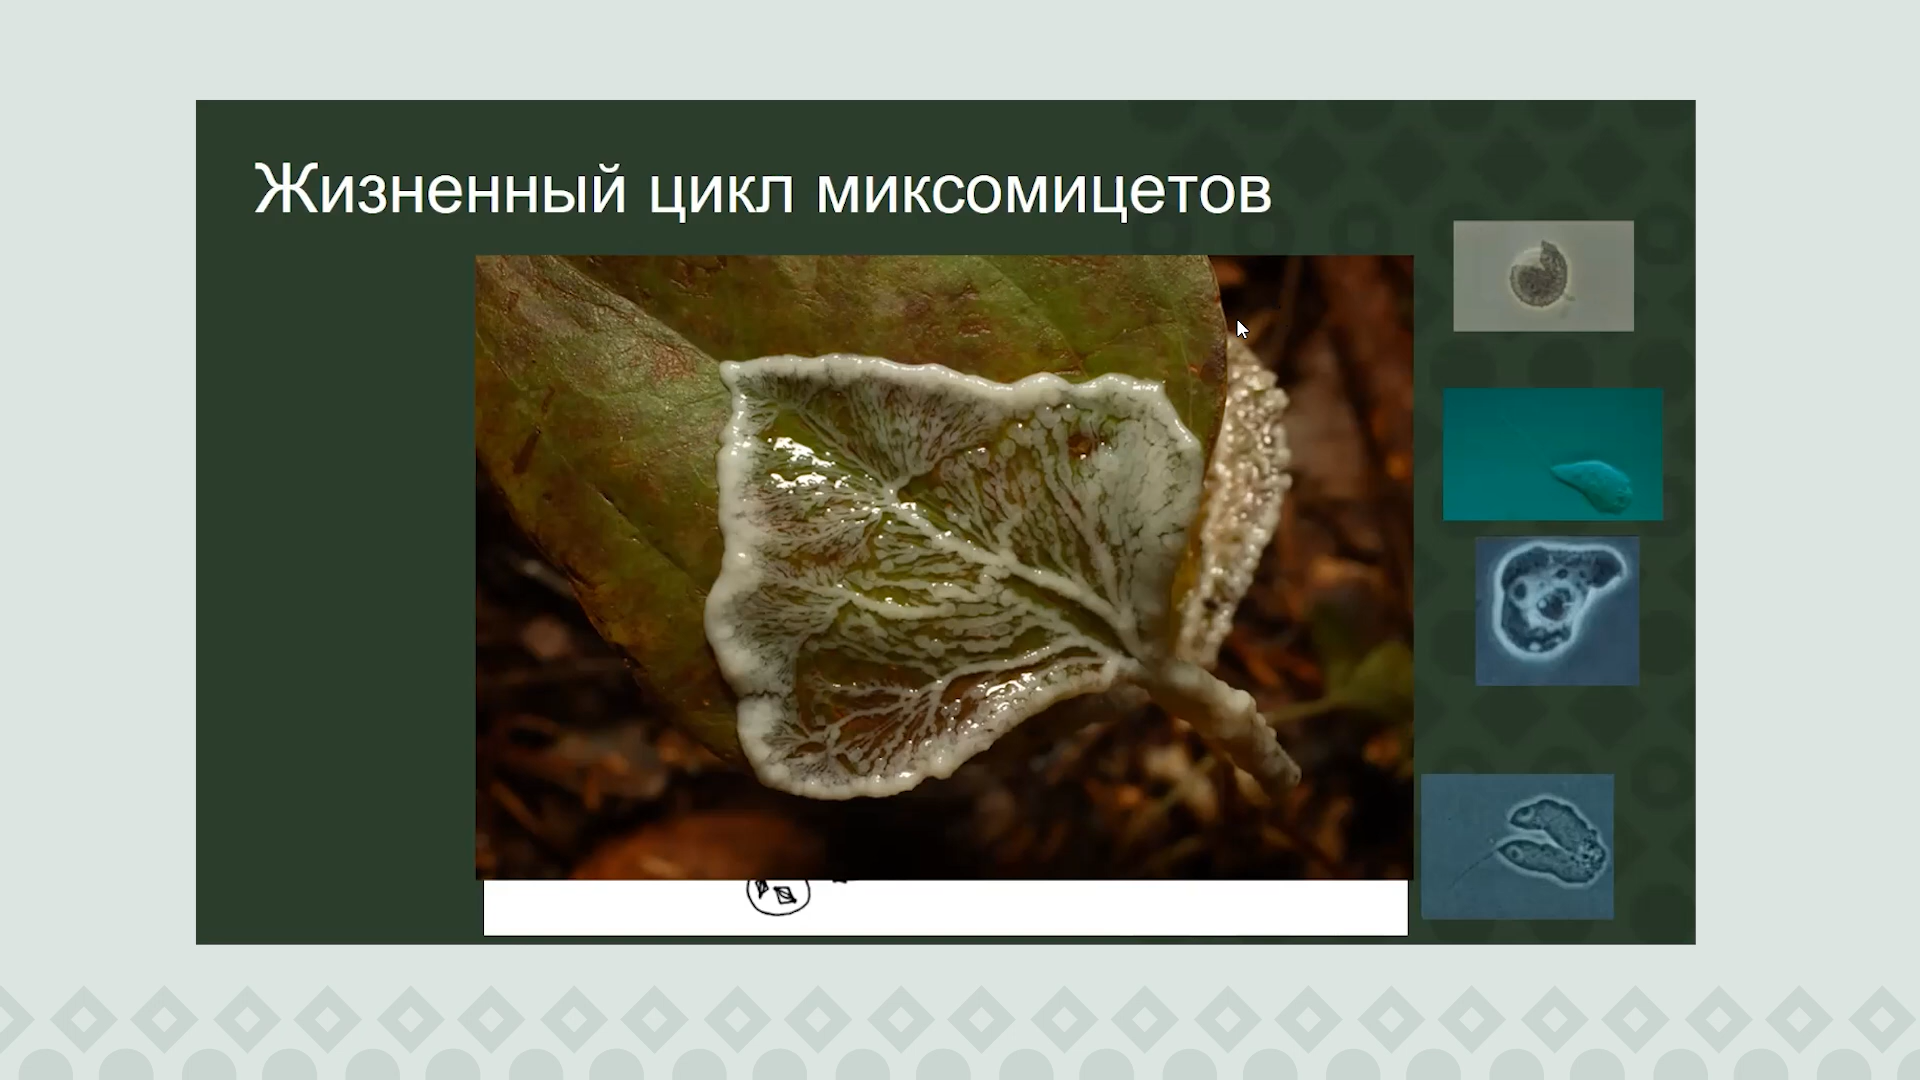 Жизненный цикл миксомицетов